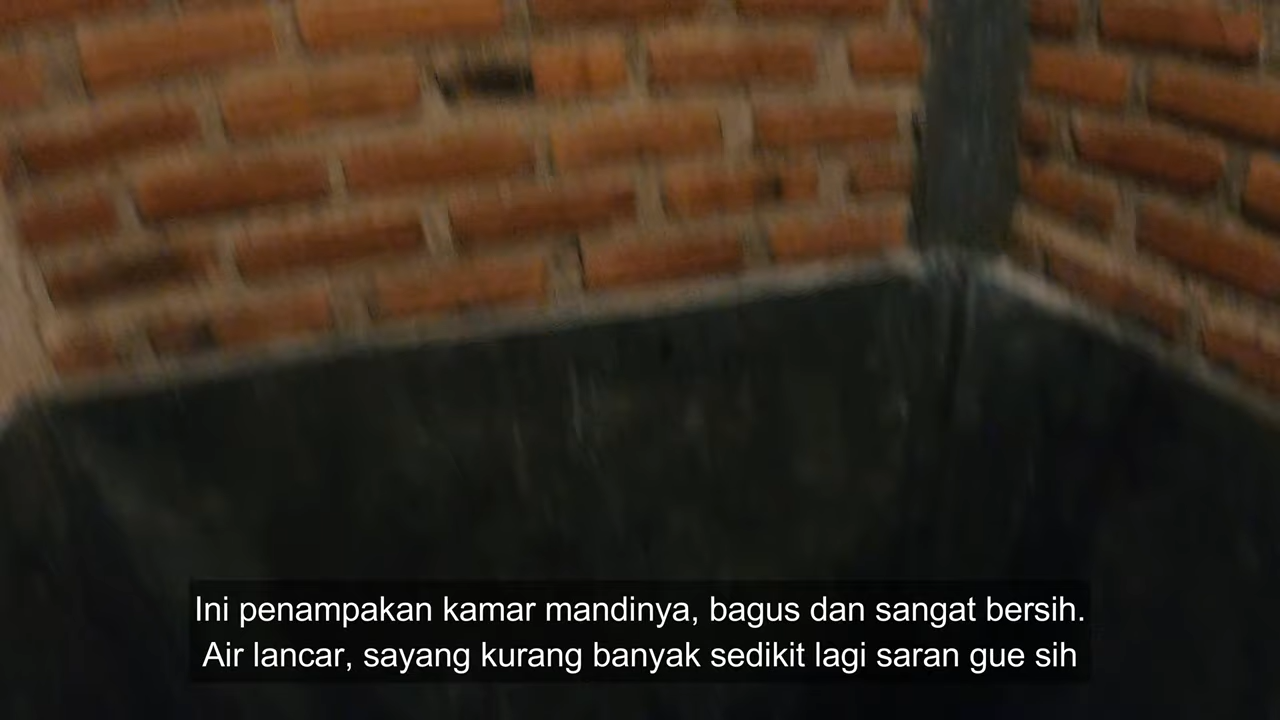 Ini penampakan kamar mandinya, bagus dan sangat bersih.
Air lancar, sayang kurang banyak sedikit lagi saran gue sih